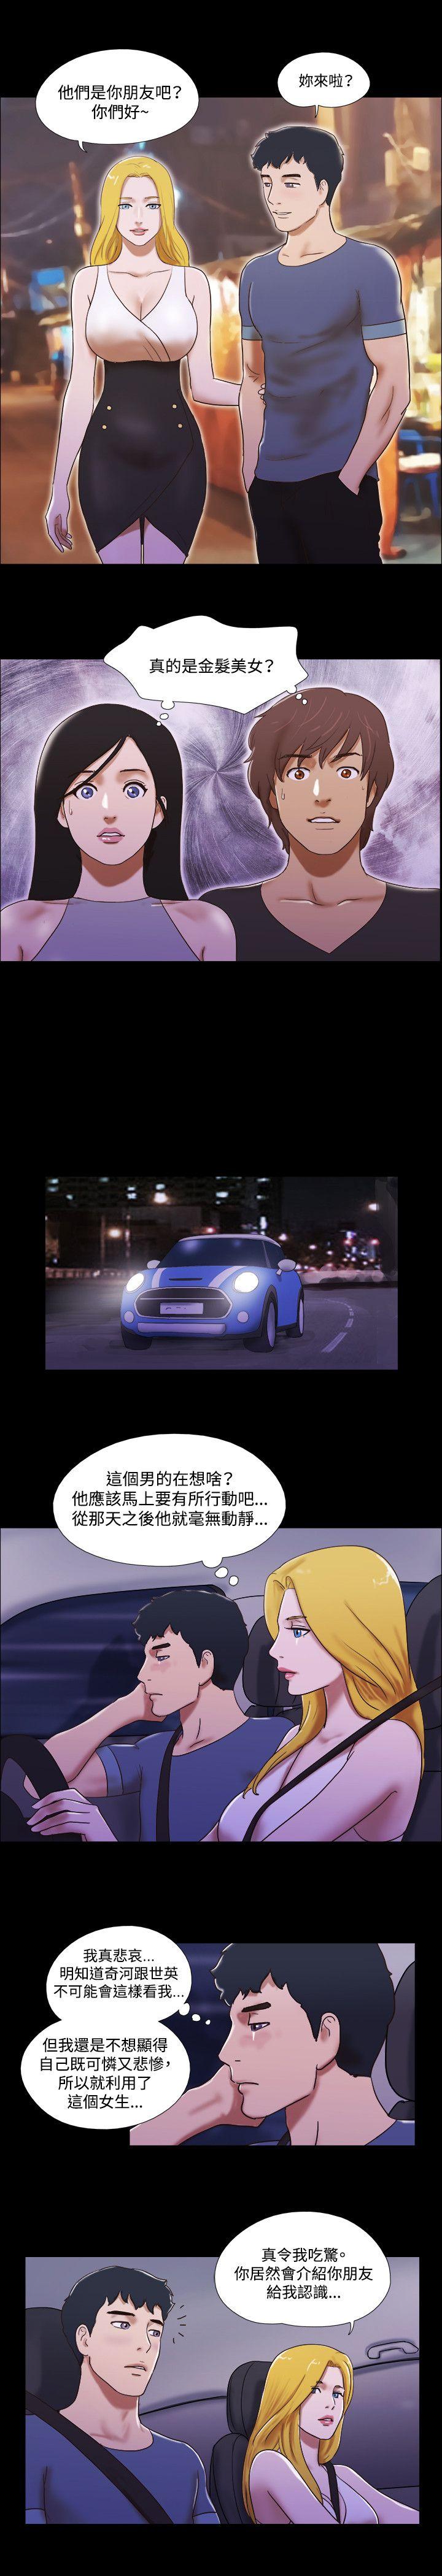 妳來啦?
他們是你朋友吧?
你們好~
真的是金髮美女?
這個男的在想啥?
他應該馬上要有所行動吧...
從那天之後他就毫無動靜...
我真悲哀...
明知道奇河跟世英
不可能會這樣看我...
但我還是不想顯得
自己既可憐又悲慘,
所以就利用了
這個女生...
真令我吃驚。
你居然會介紹你朋友
給我認識...